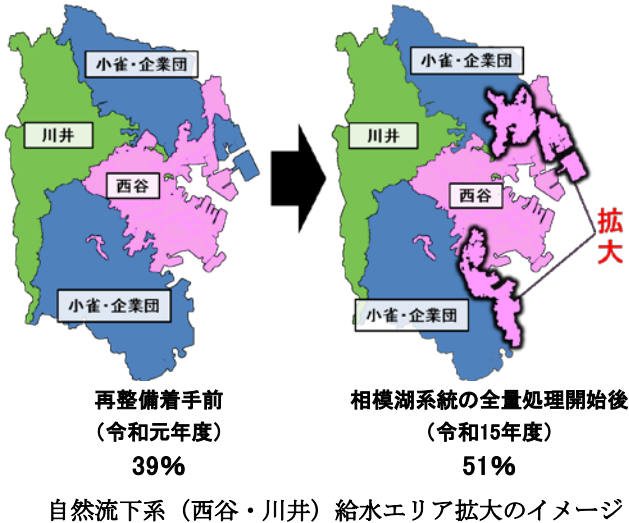 小雀・企業団
川井
西谷
小雀・企業団
再整備着手前
（令和元年度）
39%
小雀・企業団
川井
西谷
拡大
小雀・企業団
相模湖系統の全量処理開始後
（令和15年度）
51%
自然流下系（西谷・川井）給水エリア拡大のイメージ